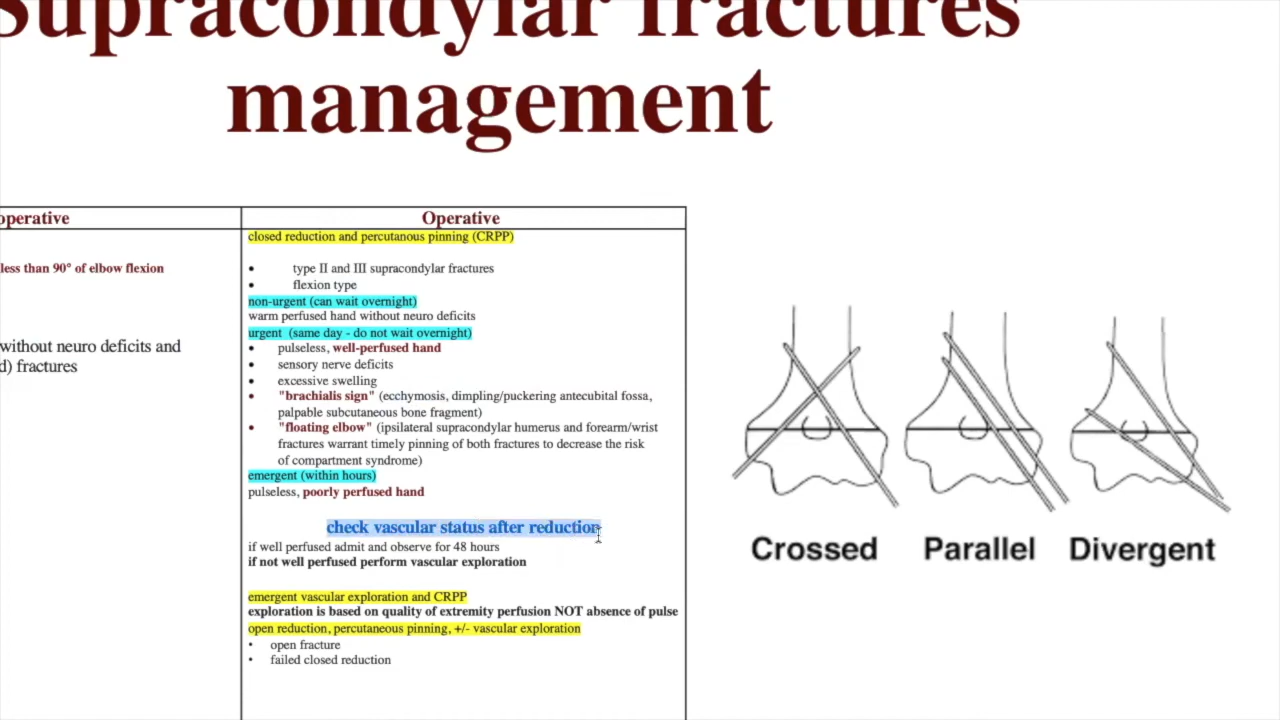 Supracondylar fractures
management
operative
Operative
less than 90° of elbow flexion
without neuro deficits and
d) fractures
closed reduction and percutanous pinning (CRPP)
• type II and III supracondylar fractures
• flexion type
non-urgent (can wait overnight)
warm perfused hand without neuro deficits
urgent (same day - do not wait overnight)
• pulseless, well-perfused hand
• sensory nerve deficits
• excessive swelling
• "brachialis sign" (ecchymosis, dimpling/puckering antecubital fossa,
palpable subcutaneous bone fragment)
• "floating elbow" (ipsilateral supracondylar humerus and forearm/wrist
fractures warrant timely pinning of both fractures to decrease the risk
of compartment syndrome)
emergent (within hours)
pulseless, poorly perfused hand
check vascular status after reduction
if well perfused admit and observe for 48 hours
if not well perfused perform vascular exploration
emergent vascular exploration and CRPP
exploration is based on quality of extremity perfusion NOT absence of pulse
open reduction, percutaneous pinning, +/- vascular exploration
• open fracture
• failed closed reduction
Crossed Parallel Divergent